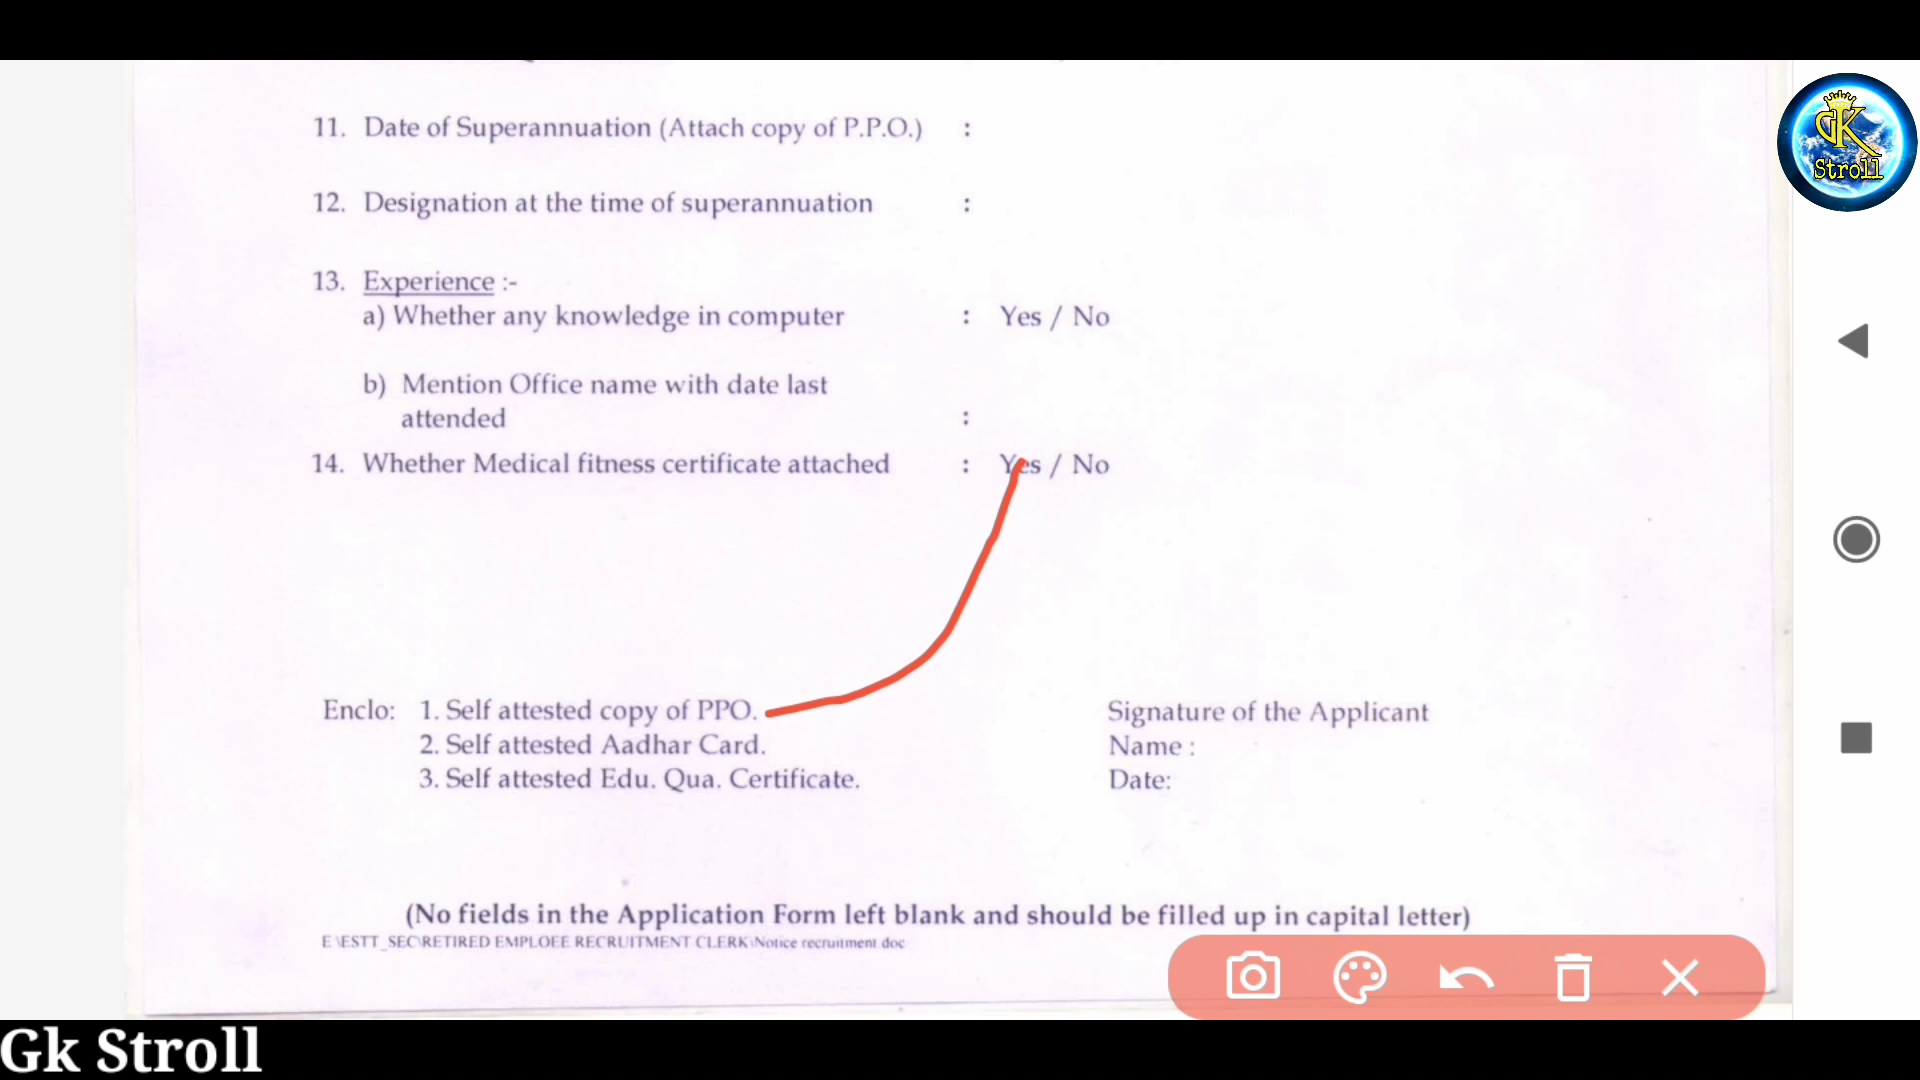 11. Date of Superannuation (Attach copy of P.P.O.) :
12. Designation at the time of superannuation :
13. Experience :-
a) Whether any knowledge in computer : Yes / No
b) Mention Office name with date last
attended :
14. Whether Medical fitness certificate attached : Yes / No
Enclo: 1. Self attested copy of PPO.
2. Self attested Aadhar Card.
3. Self attested Edu. Qua. Certificate.
Signature of the Applicant
Name :
Date:
(No fields in the Application Form left blank and should be filled up in capital letter)
E:\ESTT_SEC\RETIRED EMPLOEE RECRUITMENT CLERK\Notice recruitment doc
GK
Stroll
Gk Stroll